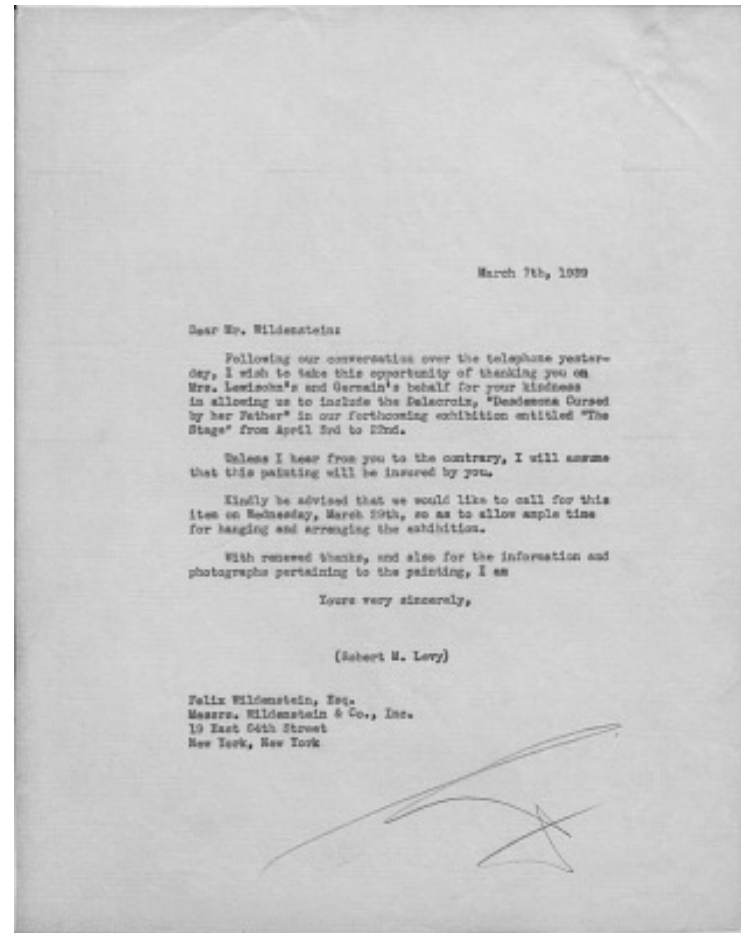 March 7th, 1939
Dear Mr. Wildenstein:
Following our conversation over the telephone yester-
day, I wish to take this opportunity of thanking you on
Mrs. Lewisohn's and Germain's behalf for your kindness
in allowing us to include the Delacroix, "Desdemona Cursed
by her Father" in our forthcoming exhibition entitled "The
Stage" from April 3rd to 22nd.
Unless I hear from you to the contrary, I will assume
that this painting will be insured by you.
Kindly be advised that we would like to call for this
item on Wednesday, March 29th, so as to allow ample time
for hanging and arranging the exhibition.
With renewed thanks, and also for the information and
photographs pertaining to the painting, I am
Yours very sincerely,
(Robert M. Levy)
Felix Wildenstein, Esq.
Messrs. Wildenstein & Co., Inc.
19 East 64th Street
New York, New York